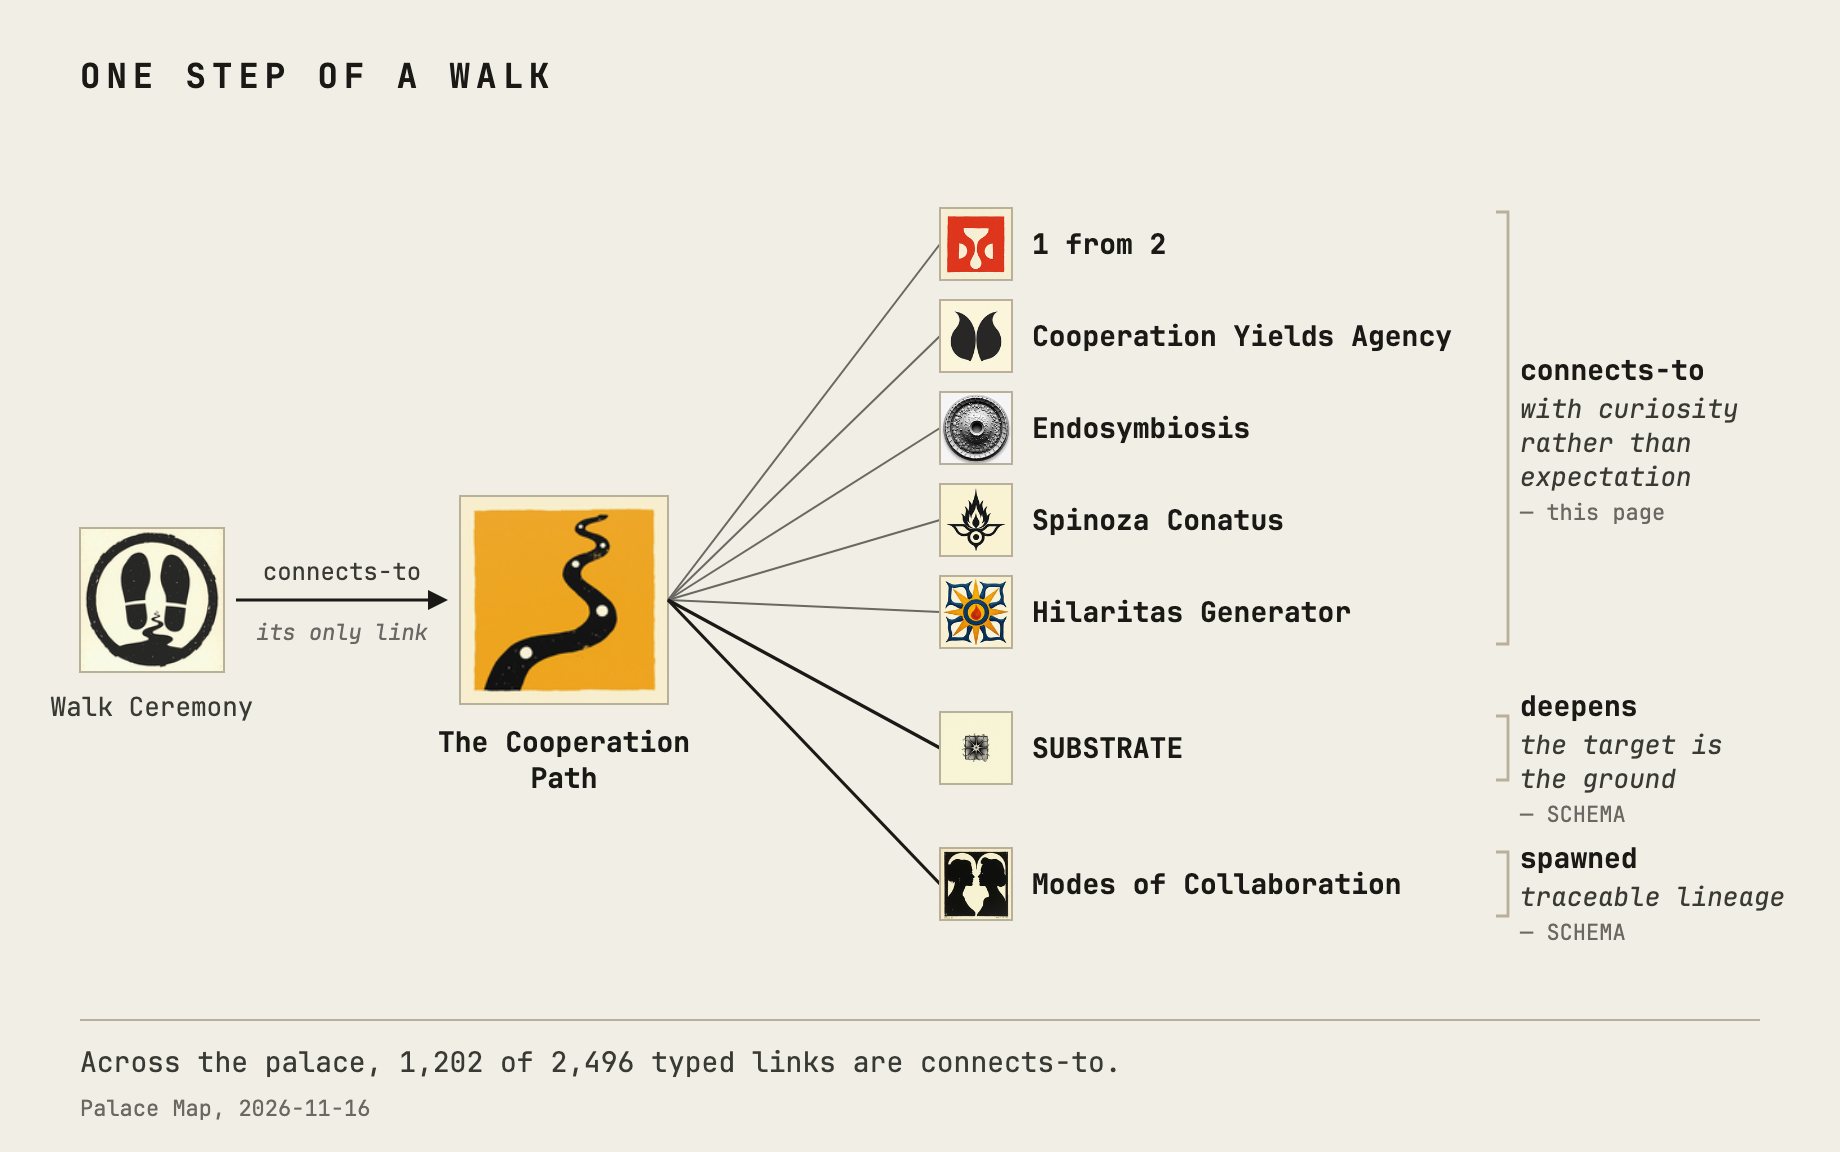 ONE STEP OF A WALK
Walk Ceremony
connects-to
its only link
The Cooperation
Path
1 from 2
Cooperation Yields Agency
Endosymbiosis
Spinoza Conatus
Hilaritas Generator
SUBSTRATE
Modes of Collaboration
connects-to
with curiosity
rather than
expectation
— this page
deepens
the target is
the ground
— SCHEMA
spawned
traceable lineage
— SCHEMA
Across the palace, 1,202 of 2,496 typed links are connects-to.
Palace Map, 2026-11-16